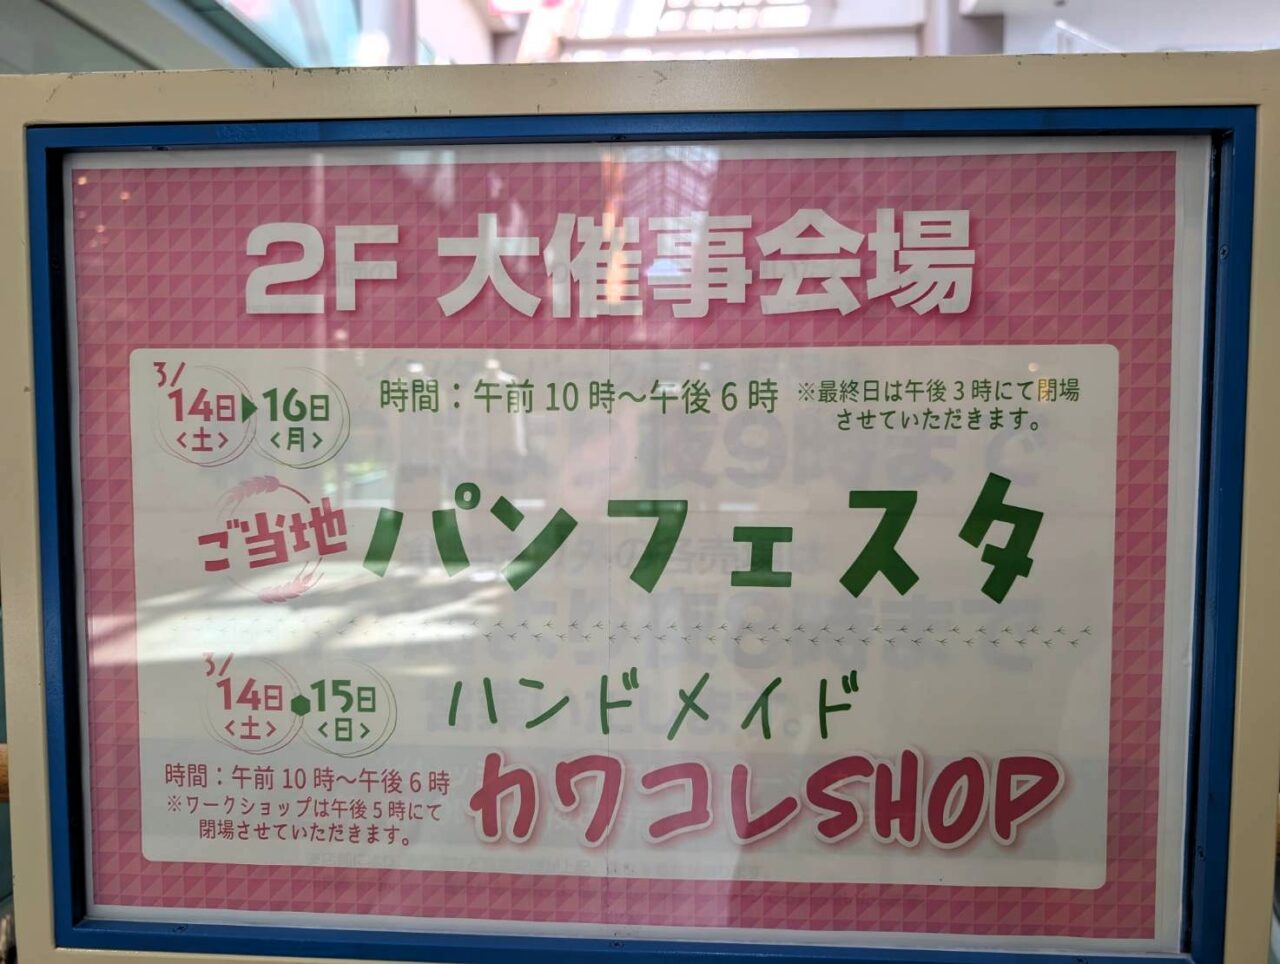 2F 大催事会場
3/14日▶16日
<土> <月>
時間：午前10時～午後6時
※最終日は午後3時にて閉場
させていただきます。
ご当地 パンフェスタ
3/14日・15日
<土> <日>
ハンドメイド
カワコレSHOP
時間：午前10時～午後6時
※ワークショップは午後5時にて
閉場させていただきます。